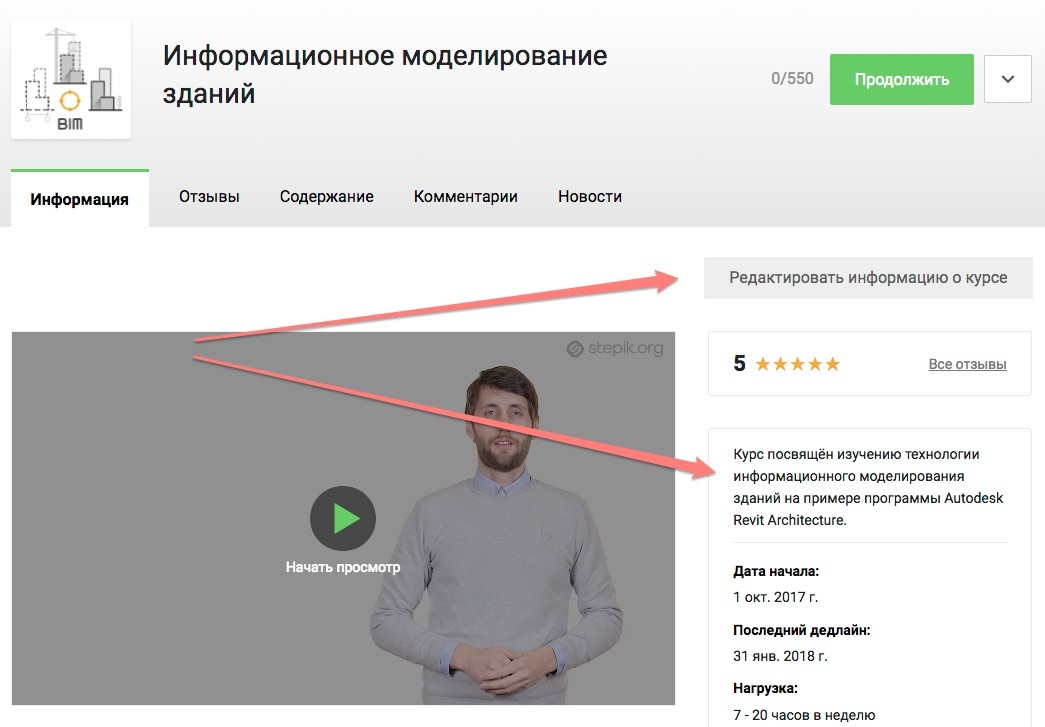 BIM
Информационное моделирование
зданий
0/550
Продолжить
Информация
Отзывы
Содержание
Комментарии
Новости
Редактировать информацию о курсе
stepik.org
Начать просмотр
5
Все отзывы
Курс посвящён изучению технологии
информационного моделирования
зданий на примере программы Autodesk
Revit Architecture.
Дата начала:
1 окт. 2017 г.
Последний дедлайн:
31 янв. 2018 г.
Нагрузка:
7 - 20 часов в неделю